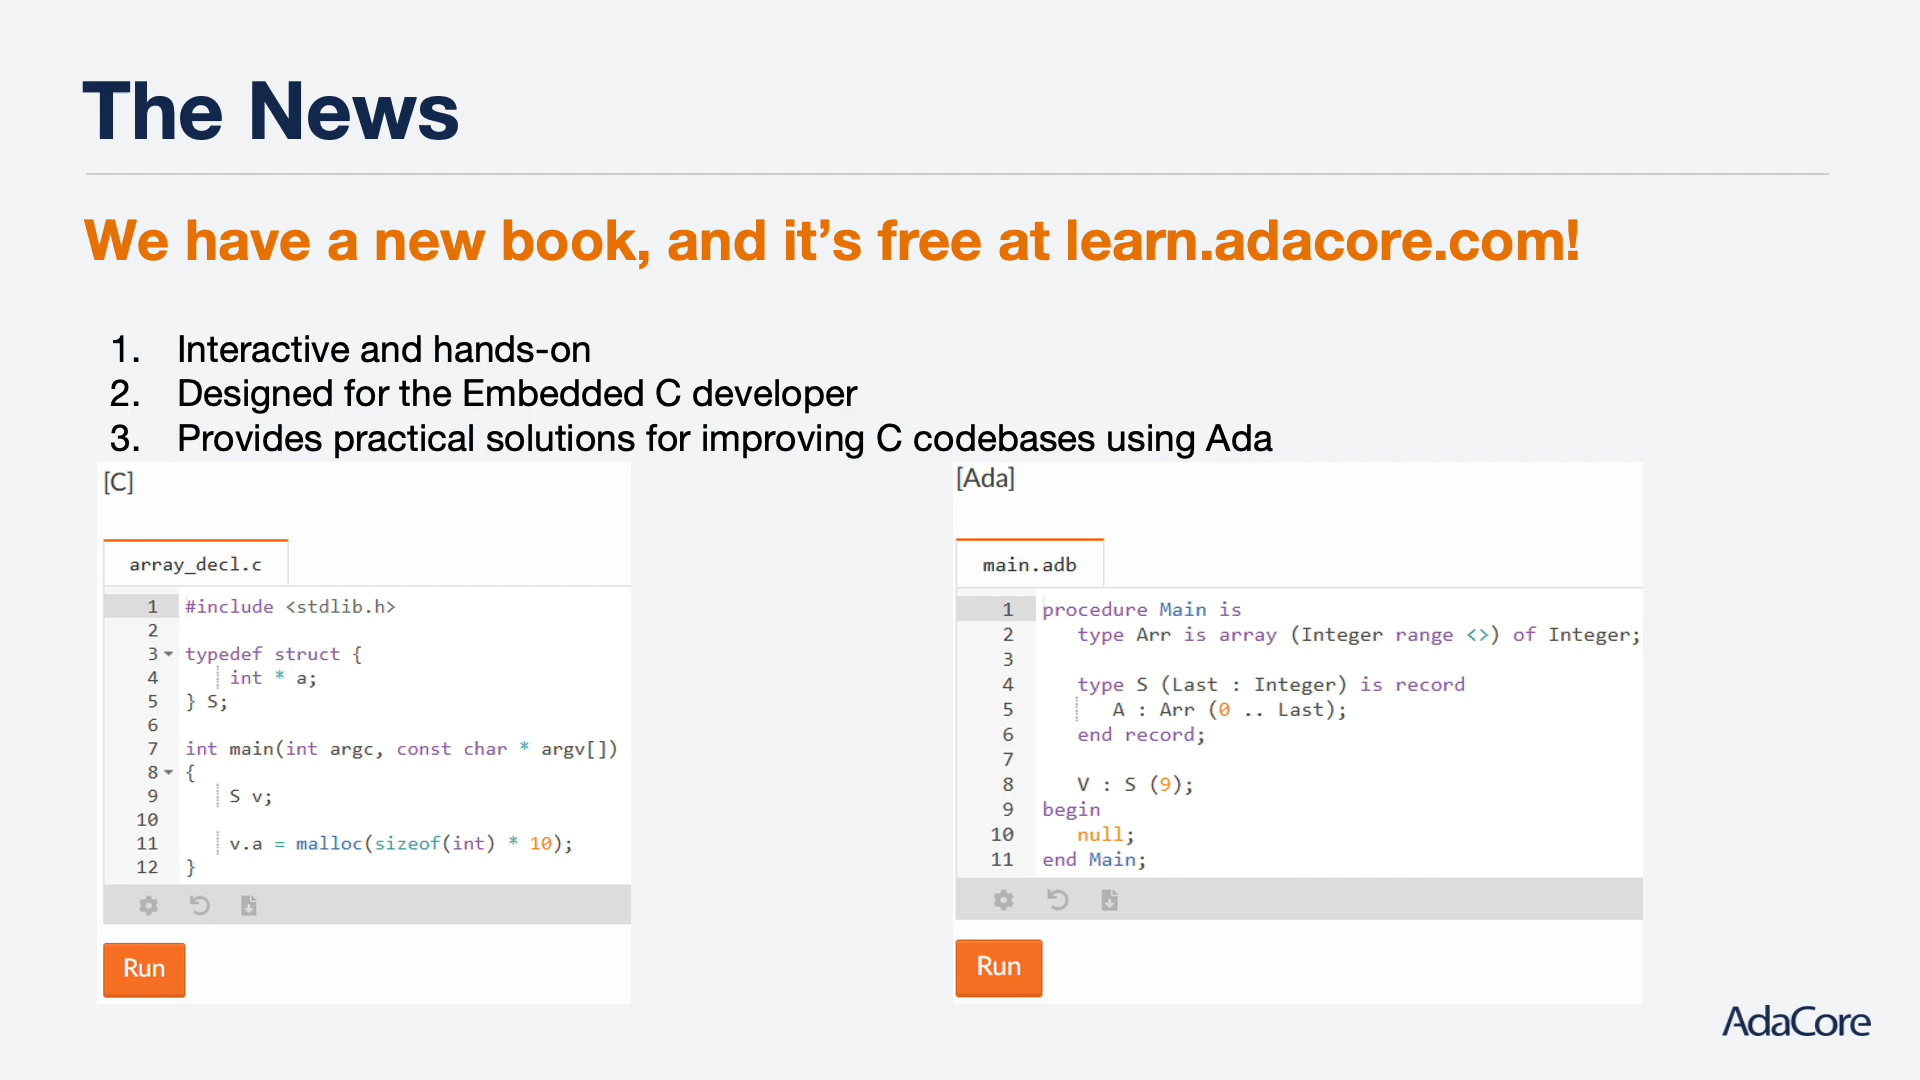 The News
We have a new book, and it’s free at learn.adacore.com!
1. Interactive and hands-on
2. Designed for the Embedded C developer
3. Provides practical solutions for improving C codebases using Ada
[C]
array_decl.c
1 #include <stdlib.h>
2
3 typedef struct {
4     int * a;
5 } S;
6
7 int main(int argc, const char * argv[])
8 {
9     S v;
10
11     v.a = malloc(sizeof(int) * 10);
12 }
Run
[Ada]
main.adb
1 procedure Main is
2    type Arr is array (Integer range <>) of Integer;
3
4    type S (Last : Integer) is record
5       A : Arr (0 .. Last);
6    end record;
7
8    V : S (9);
9 begin
10    null;
11 end Main;
Run
AdaCore